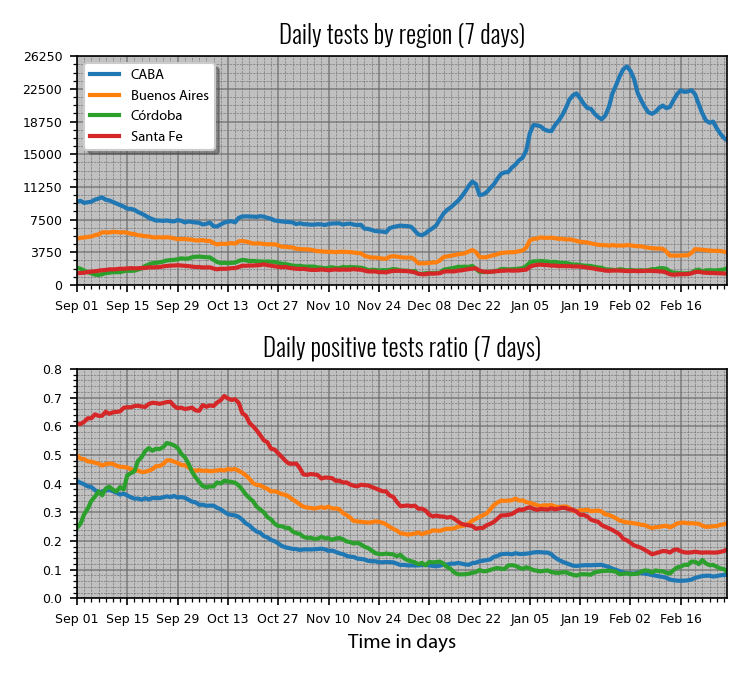 Daily tests by region (7 days)
26250
22500
18750
15000
11250
7500
3750
0
CABA
Buenos Aires
Córdoba
Santa Fe
Sep 01 Sep 15 Sep 29 Oct 13 Oct 27 Nov 10 Nov 24 Dec 08 Dec 22 Jan 05 Jan 19 Feb 02 Feb 16
Daily positive tests ratio (7 days)
0.8
0.7
0.6
0.5
0.4
0.3
0.2
0.1
0.0
Sep 01 Sep 15 Sep 29 Oct 13 Oct 27 Nov 10 Nov 24 Dec 08 Dec 22 Jan 05 Jan 19 Feb 02 Feb 16
Time in days